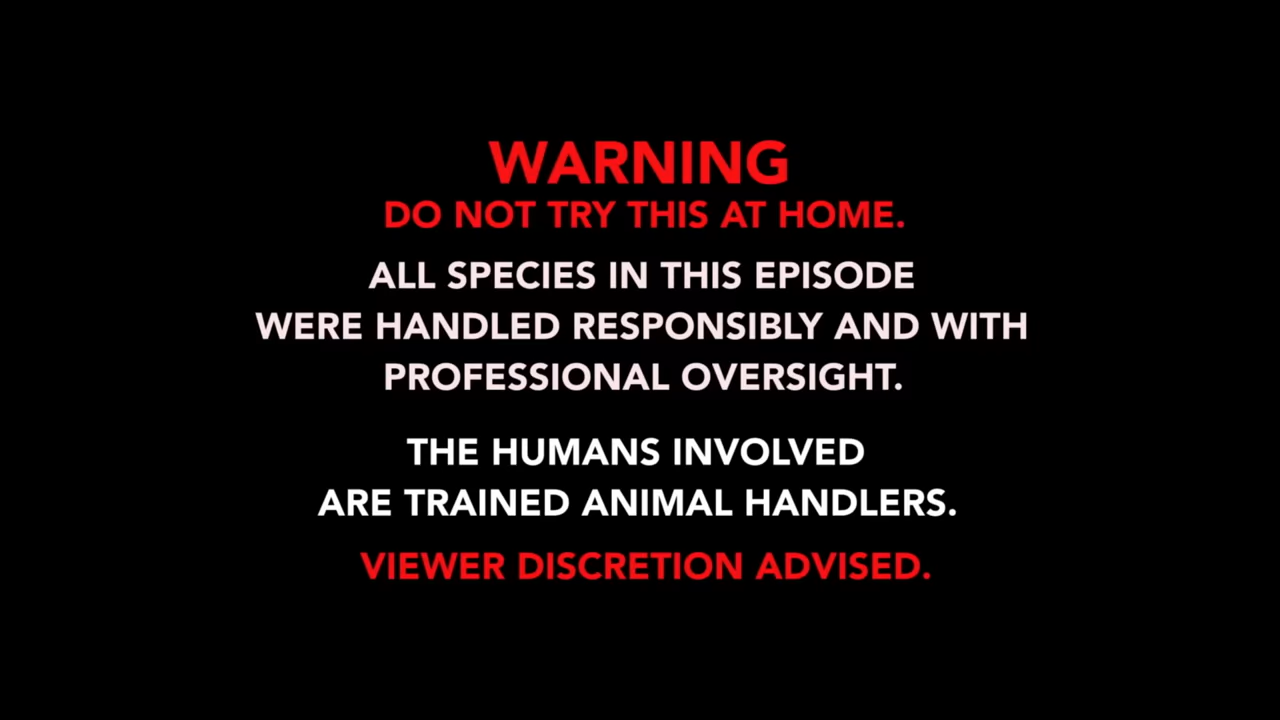 WARNING
DO NOT TRY THIS AT HOME.
ALL SPECIES IN THIS EPISODE
WERE HANDLED RESPONSIBLY AND WITH
PROFESSIONAL OVERSIGHT.
THE HUMANS INVOLVED
ARE TRAINED ANIMAL HANDLERS.
VIEWER DISCRETION ADVISED.